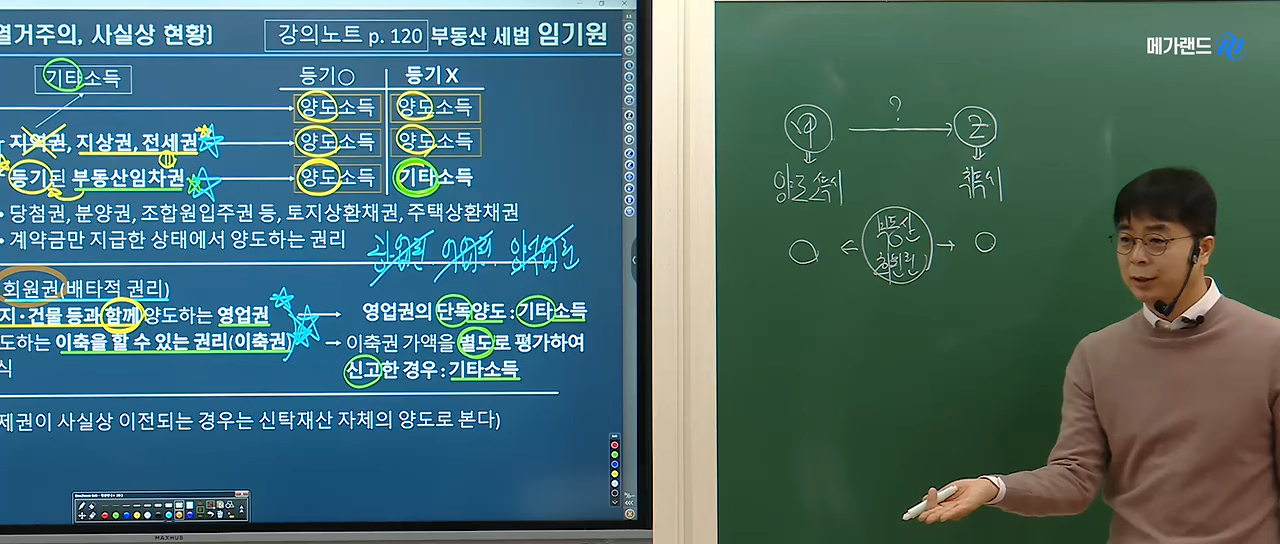 열거주의, 사실상 현황]
강의노트 p. 120 부동산 세법 임기원
기타소득
등기○ 등기 X
양도소득 양도소득
지역권, 지상권, 전세권 양도소득 양도소득
등기된 부동산임차권 양도소득 기타소득
• 당첨권, 분양권, 조합원입주권 등, 토지상환채권, 주택상환채권
• 계약금만 지급한 상태에서 양도하는 권리
광업권 어업권
회원권(배타적 권리)
지·건물 등과 함께 양도하는 영업권 → 영업권의 단독양도 : 기타소득
도하는 이축을 할 수 있는 권리(이축권) → 이축권 가액을 별도로 평가하여
식
신고한 경우 : 기타소득
제권이 사실상 이전되는 경우는 신탁재산 자체의 양도로 본다)
MAXHUB
메가랜드
?
甲 乙
양도소득세 취득세
부동산
취득권